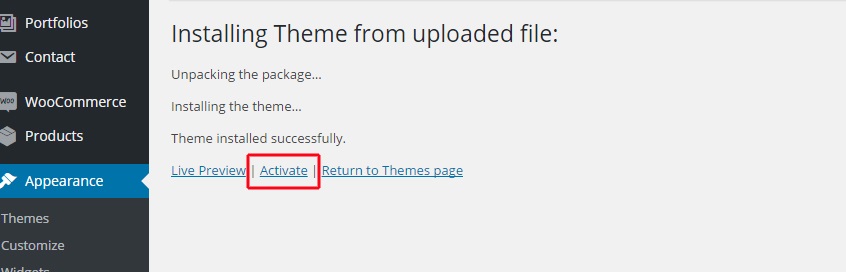 Portfolios
Contact
WOO WooCommerce
Products
Appearance
Themes
Customize
Widgets
Installing Theme from uploaded file:
Unpacking the package…
Installing the theme…
Theme installed successfully.
Live Preview | Activate | Return to Themes page